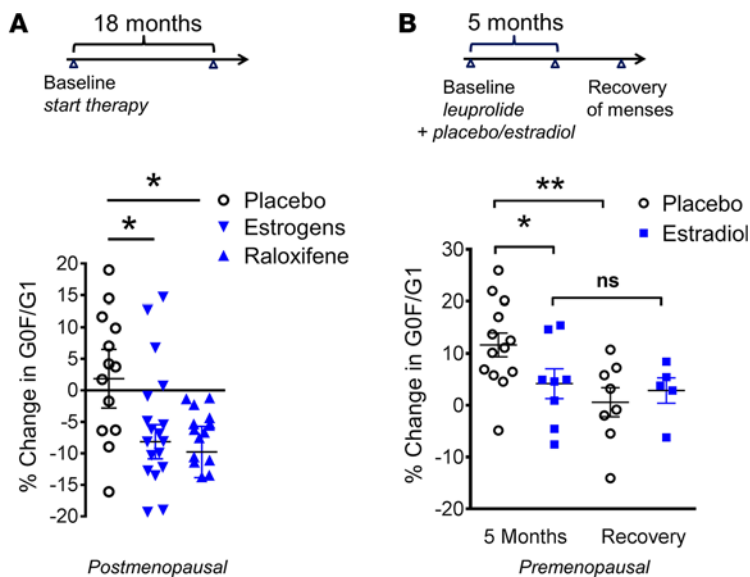 A
18 months
Baseline
start therapy
* Placebo
* Estrogens
Raloxifene
% Change in G0F/G1
20
15
10
5
0
-5
-10
-15
-20
Postmenopausal
B
5 months
Baseline
leuprolide
+ placebo/estradiol
Recovery
of menses
** Placebo
* Estradiol
ns
% Change in G0F/G1
30
20
10
0
-10
-20
5 Months Recovery
Premenopausal